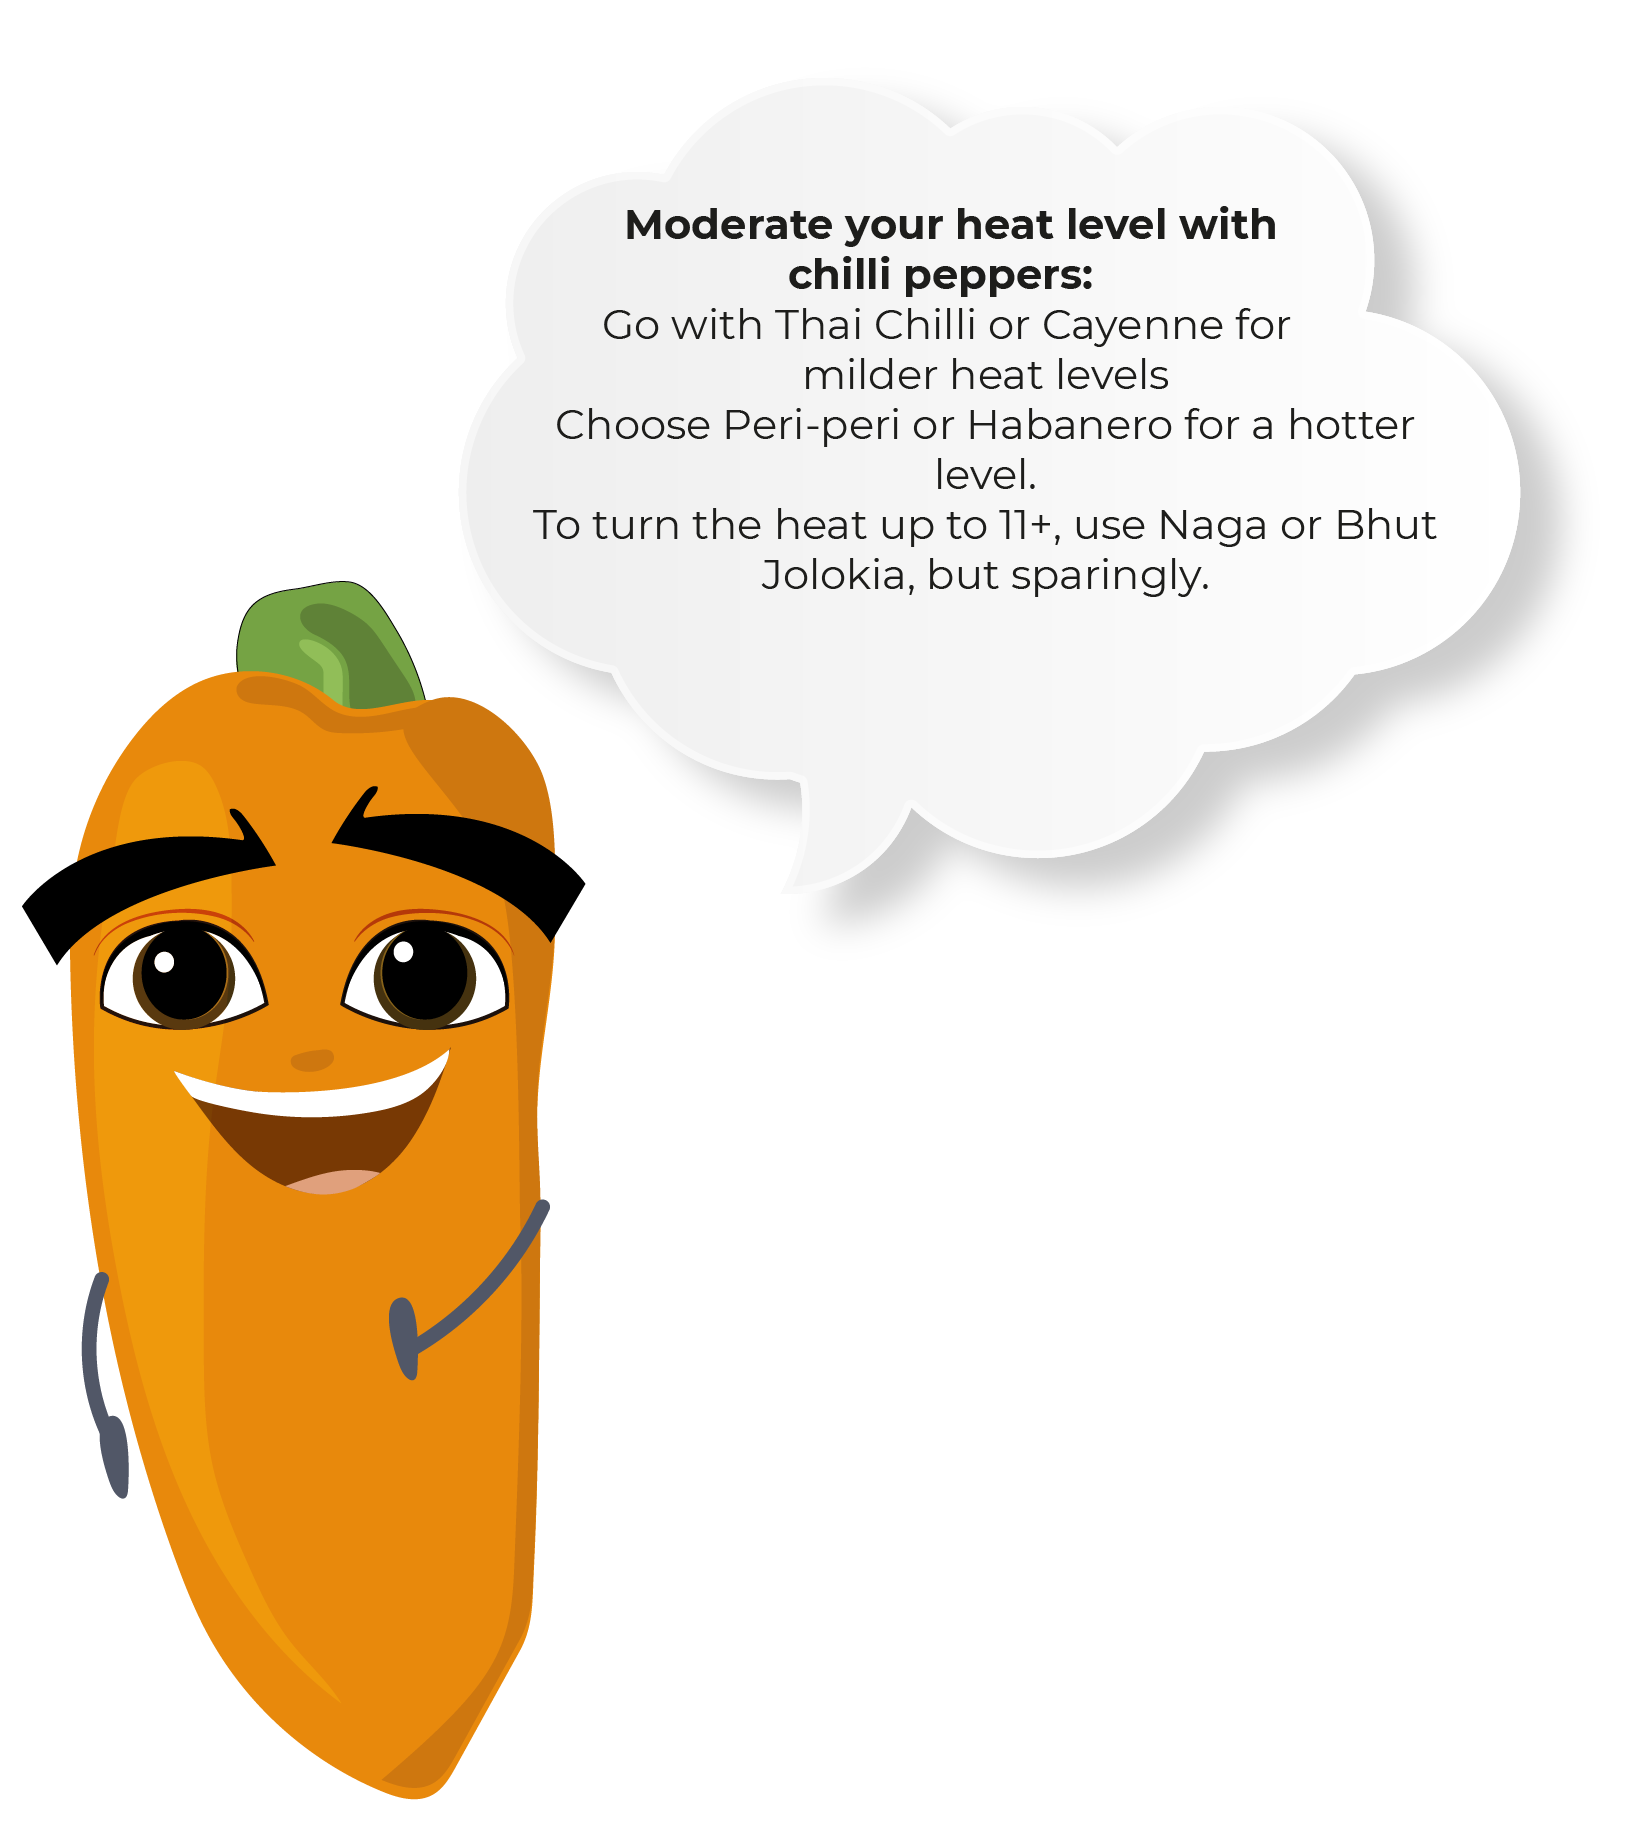 Moderate your heat level with
chilli peppers:
Go with Thai Chilli or Cayenne for
milder heat levels
Choose Peri-peri or Habanero for a hotter
level.
To turn the heat up to 11+, use Naga or Bhut
Jolokia, but sparingly.